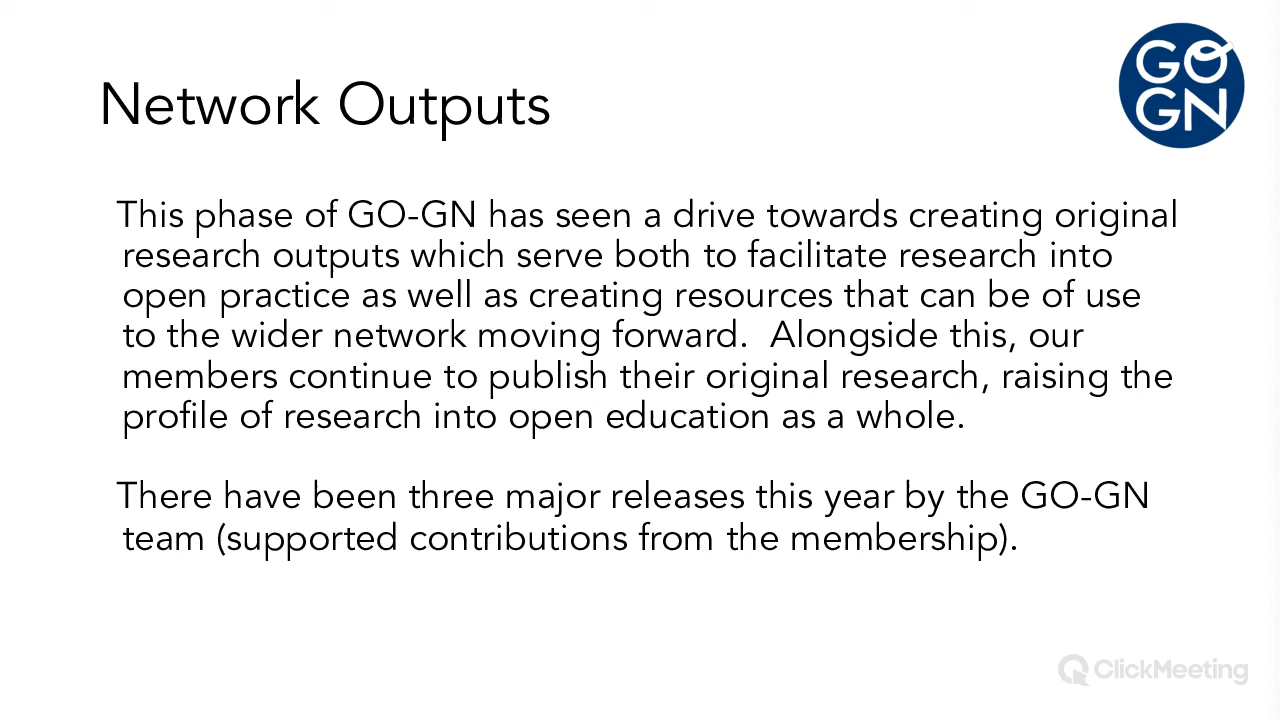 GO
GN
Network Outputs
This phase of GO-GN has seen a drive towards creating original
research outputs which serve both to facilitate research into
open practice as well as creating resources that can be of use
to the wider network moving forward.  Alongside this, our
members continue to publish their original research, raising the
profile of research into open education as a whole.
There have been three major releases this year by the GO-GN
team (supported contributions from the membership).
ClickMeeting